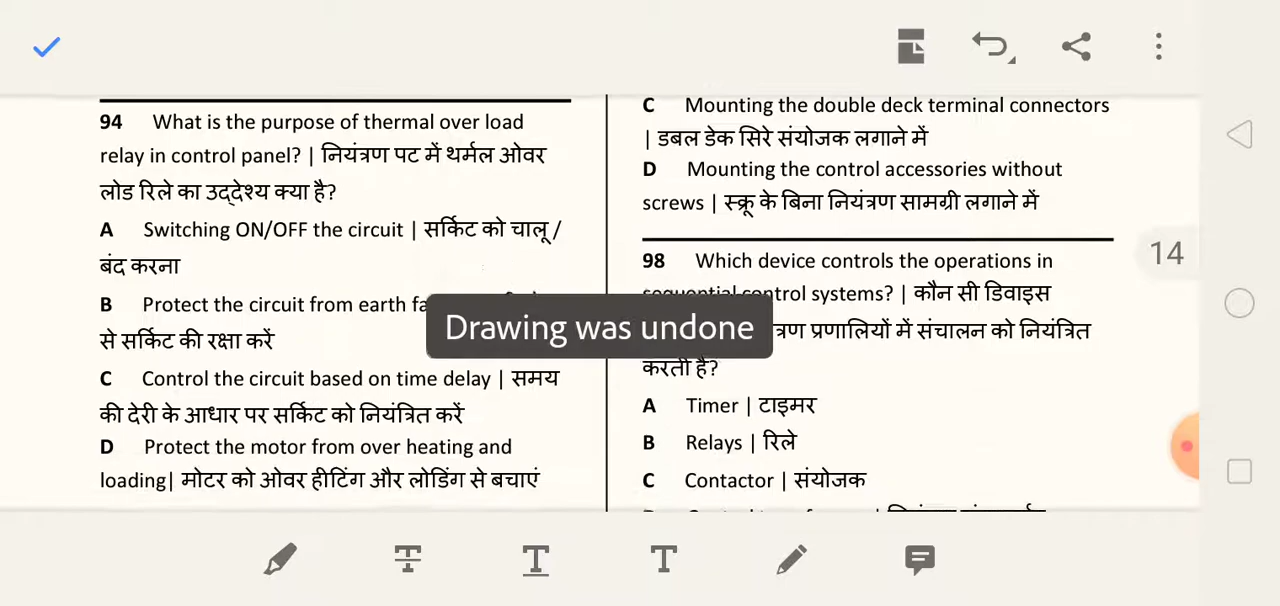 94 What is the purpose of thermal over load
relay in control panel? | नियंत्रण पट में थर्मल ओवर
लोड रिले का उद्देश्य क्या है?
A Switching ON/OFF the circuit | सर्किट को चालू /
बंद करना
B Protect the circuit from earth
से सर्किट की रक्षा करें
C Control the circuit based on time delay | समय
की देरी के आधार पर सर्किट को नियंत्रित करें
D Protect the motor from over heating and
loading| मोटर को ओवर हीटिंग और लोडिंग से बचाएं
C Mounting the double deck terminal connectors
| डबल डेक सिरे संयोजक लगाने में
D Mounting the control accessories without
screws | स्क्रू के बिना नियंत्रण सामग्री लगाने में
98 Which device controls the operations in
control systems? | कौन सी डिवाइस
प्रणालियों में संचालन को नियंत्रित
करती है?
A Timer | टाइमर
B Relays | रिले
C Contactor | संयोजक
14
Drawing was undone